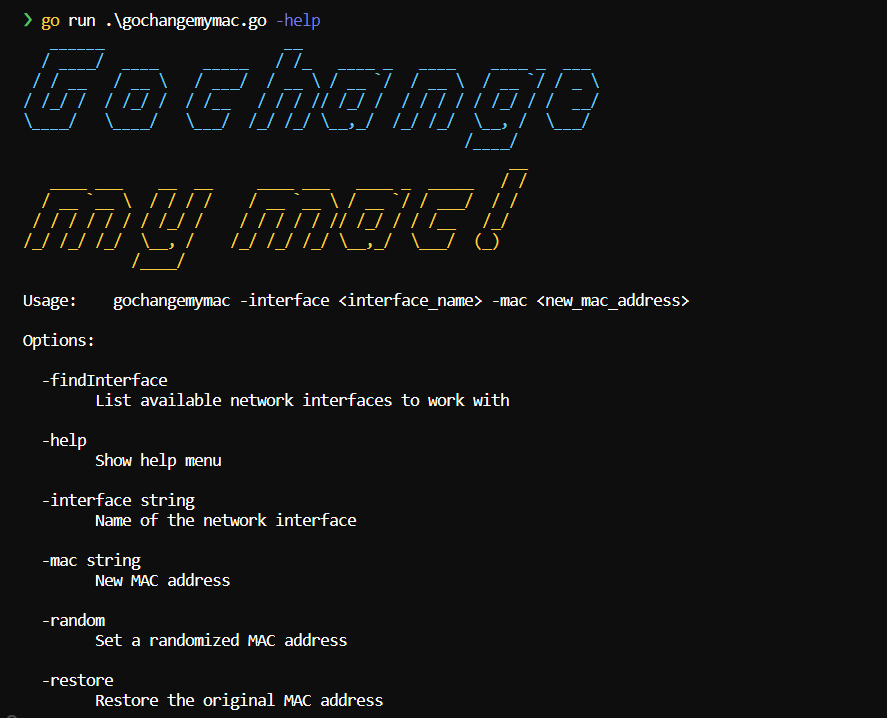 ❯ go run .\gochangemymac.go -help
Go change
my mac!
Usage:    gochangemymac -interface <interface_name> -mac <new_mac_address>
Options:
-findInterface
List available network interfaces to work with
-help
Show help menu
-interface string
Name of the network interface
-mac string
New MAC address
-random
Set a randomized MAC address
-restore
Restore the original MAC address